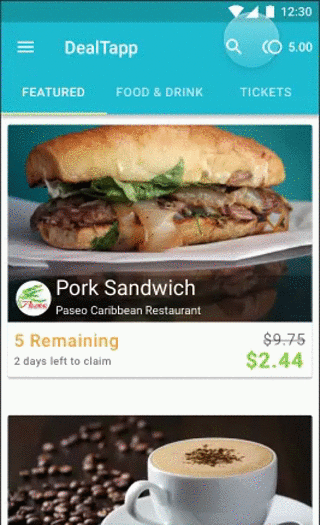 12:30
DealTapp
5.00
FEATURED FOOD & DRINK TICKETS
Pork Sandwich
Paseo Caribbean Restaurant
5 Remaining
$9.75
2 days left to claim
$2.44